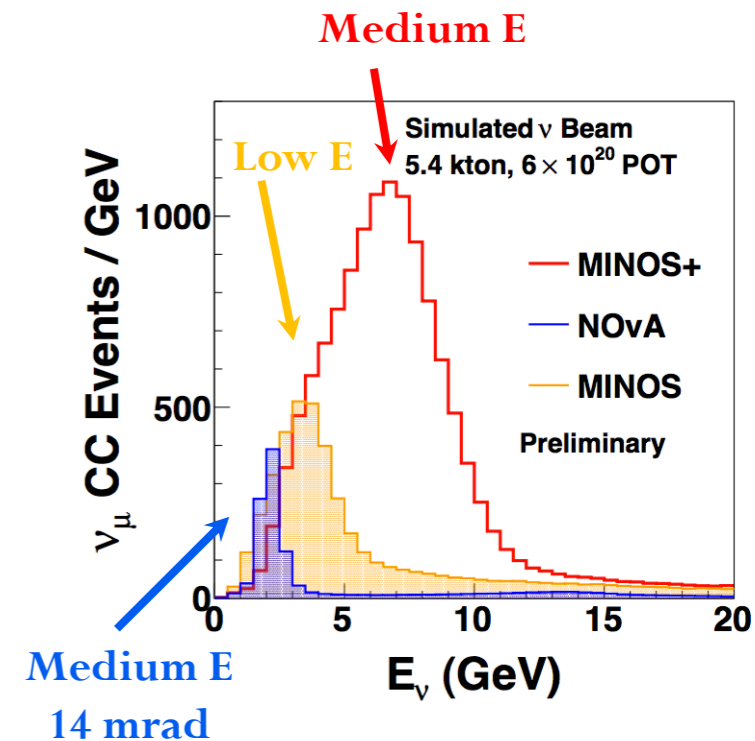 Medium E
Low E
Simulated ν Beam
5.4 kton, 6 × 10²⁰ POT
ν_μ CC Events / GeV
1000
500
0
MINOS+
NOνA
MINOS
Preliminary
0 5 10 15 20
E_ν (GeV)
Medium E
14 mrad